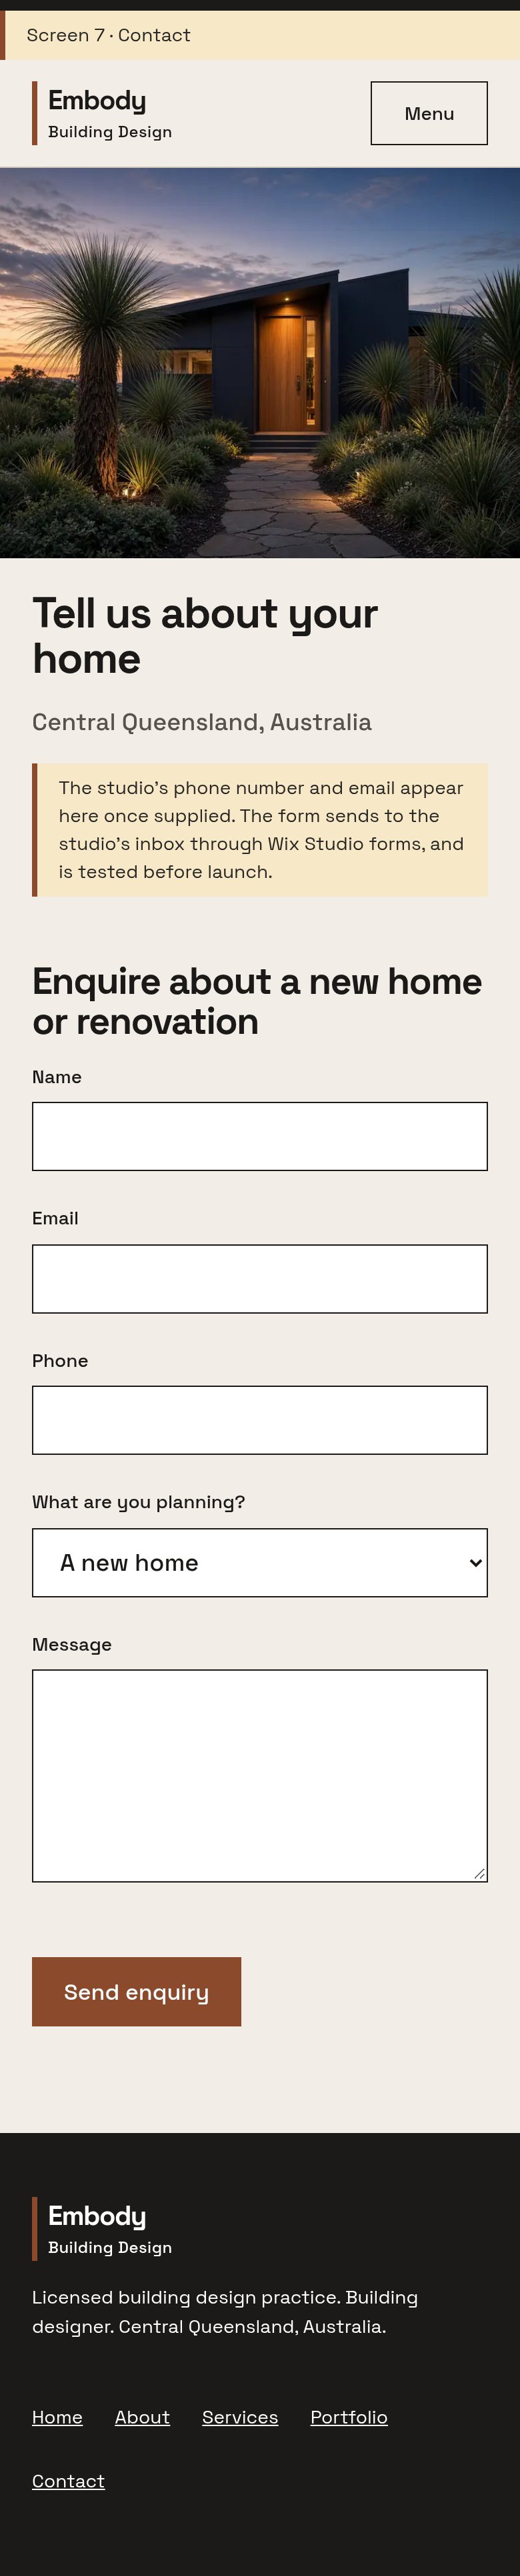 Screen 7 · Contact
Embody
Building Design
Menu
Tell us about your
home
Central Queensland, Australia
The studio’s phone number and email appear
here once supplied. The form sends to the
studio’s inbox through Wix Studio forms, and
is tested before launch.
Enquire about a new home
or renovation
Name
Email
Phone
What are you planning?
A new home
Message
Send enquiry
Embody
Building Design
Licensed building design practice. Building
designer. Central Queensland, Australia.
Home About Services Portfolio
Contact